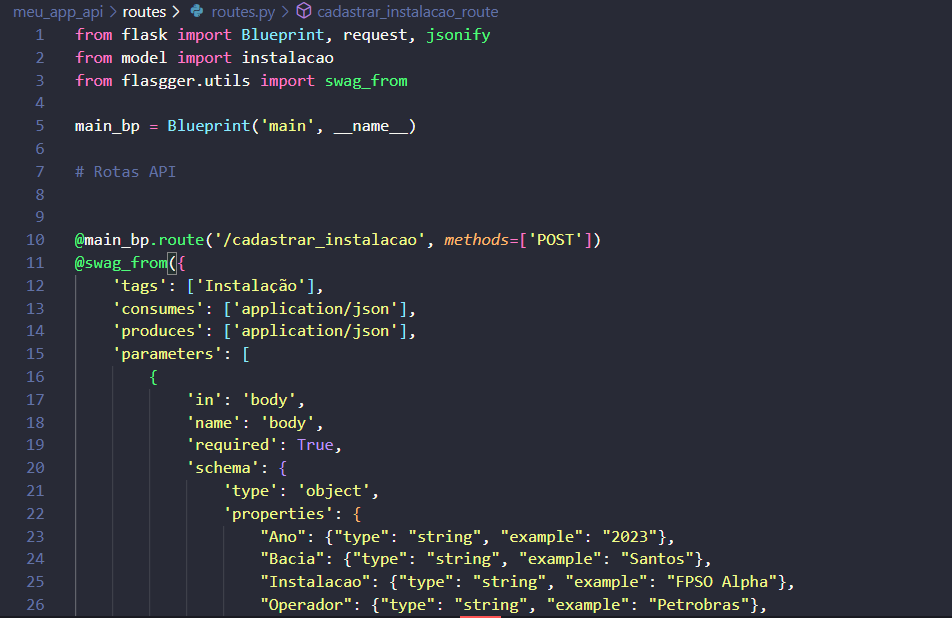 meu_app_api > routes > routes.py > cadastrar_instalacao_route
1 from flask import Blueprint, request, jsonify
2 from model import instalacao
3 from flasgger.utils import swag_from
4
5 main_bp = Blueprint('main', __name__)
6
7 # Rotas API
8
9
10 @main_bp.route('/cadastrar_instalacao', methods=['POST'])
11 @swag_from({
12     'tags': ['Instalação'],
13     'consumes': ['application/json'],
14     'produces': ['application/json'],
15     'parameters': [
16         {
17             'in': 'body',
18             'name': 'body',
19             'required': True,
20             'schema': {
21                 'type': 'object',
22                 'properties': {
23                     "Ano": {"type": "string", "example": "2023"},
24                     "Bacia": {"type": "string", "example": "Santos"},
25                     "Instalacao": {"type": "string", "example": "FPSO Alpha"},
26                     "Operador": {"type": "string", "example": "Petrobras"},